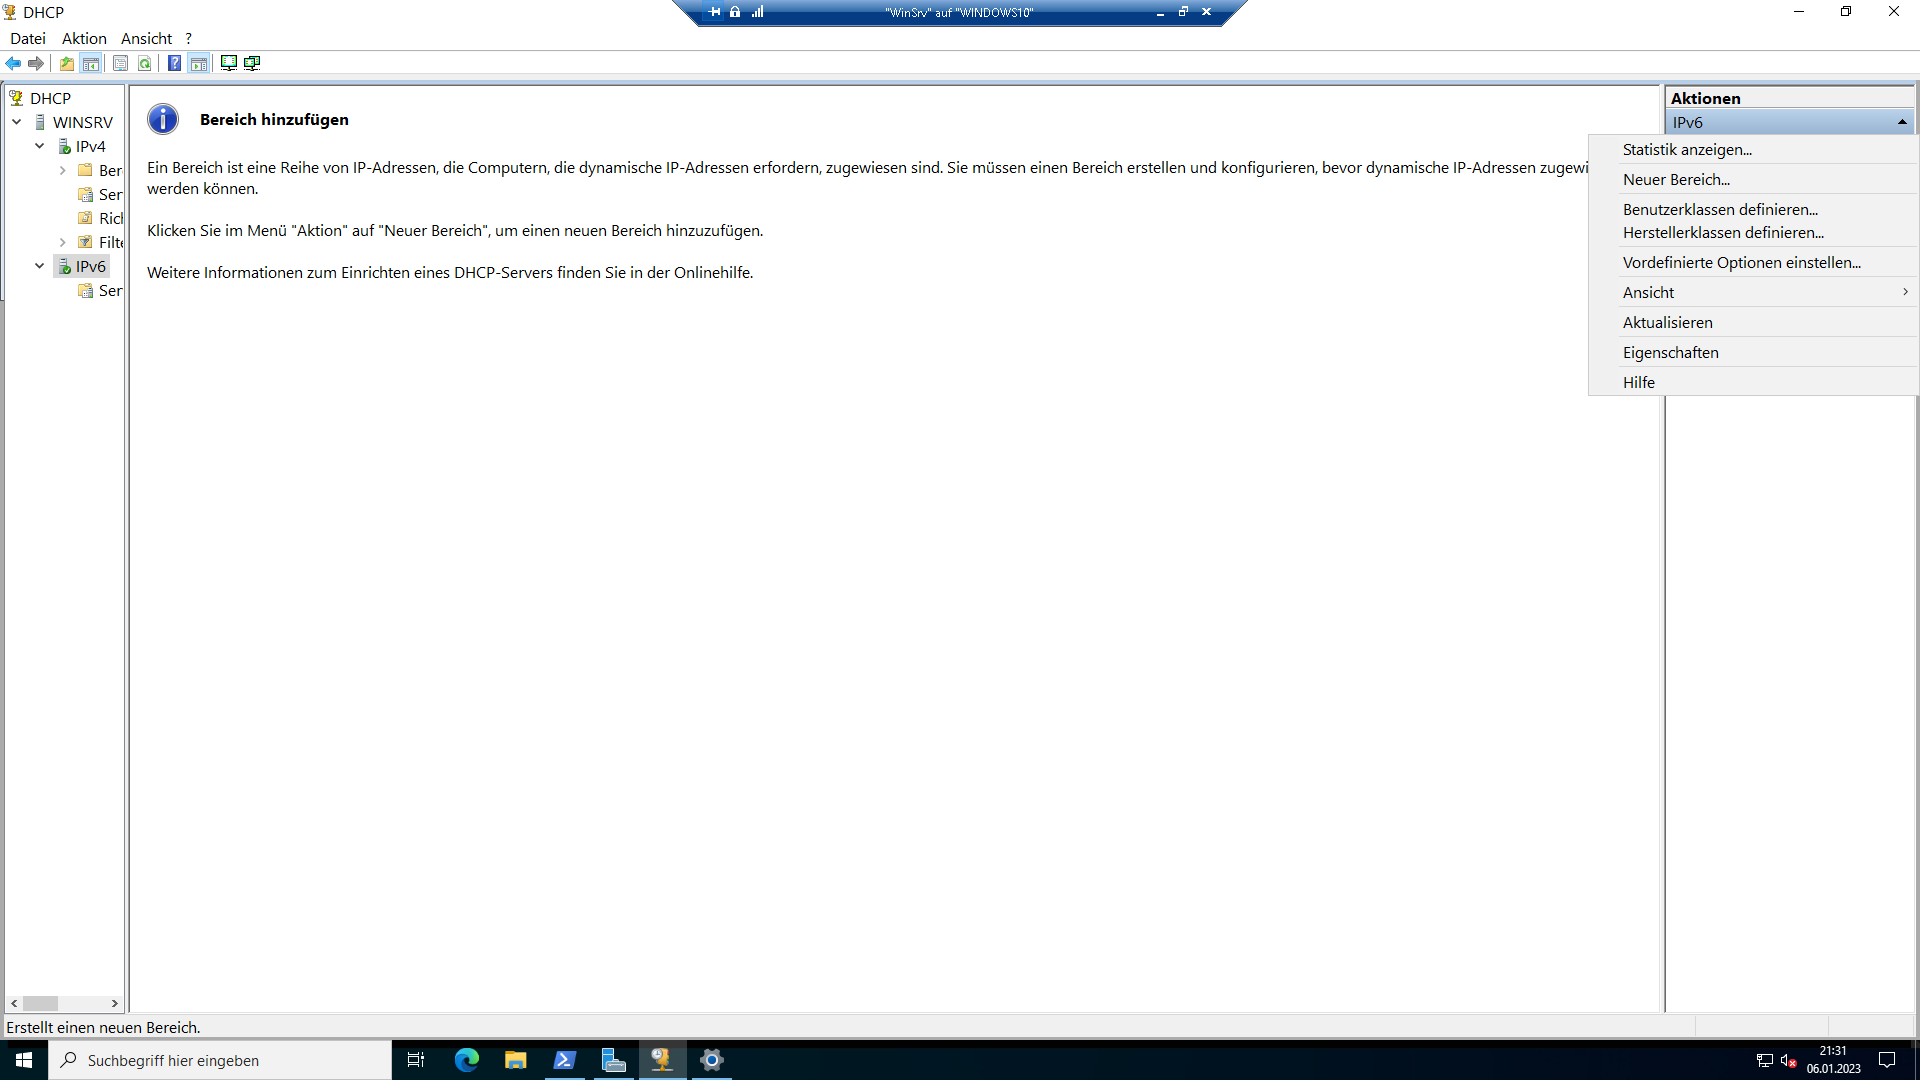 DHCP
"WinSrv" auf "WINDOWS10"
Datei Aktion Ansicht ?
DHCP
WINSRV
IPv4
Ber
Ser
Rich
Filte
IPv6
Ser
Bereich hinzufügen
Ein Bereich ist eine Reihe von IP-Adressen, die Computern, die dynamische IP-Adressen erfordern, zugewiesen sind. Sie müssen einen Bereich erstellen und konfigurieren, bevor dynamische IP-Adressen zugewi
werden können.
Klicken Sie im Menü "Aktion" auf "Neuer Bereich", um einen neuen Bereich hinzuzufügen.
Weitere Informationen zum Einrichten eines DHCP-Servers finden Sie in der Onlinehilfe.
Aktionen
IPv6
Statistik anzeigen...
Neuer Bereich...
Benutzerklassen definieren...
Herstellerklassen definieren...
Vordefinierte Optionen einstellen...
Ansicht
Aktualisieren
Eigenschaften
Hilfe
Erstellt einen neuen Bereich.
Suchbegriff hier eingeben
21:31
06.01.2023